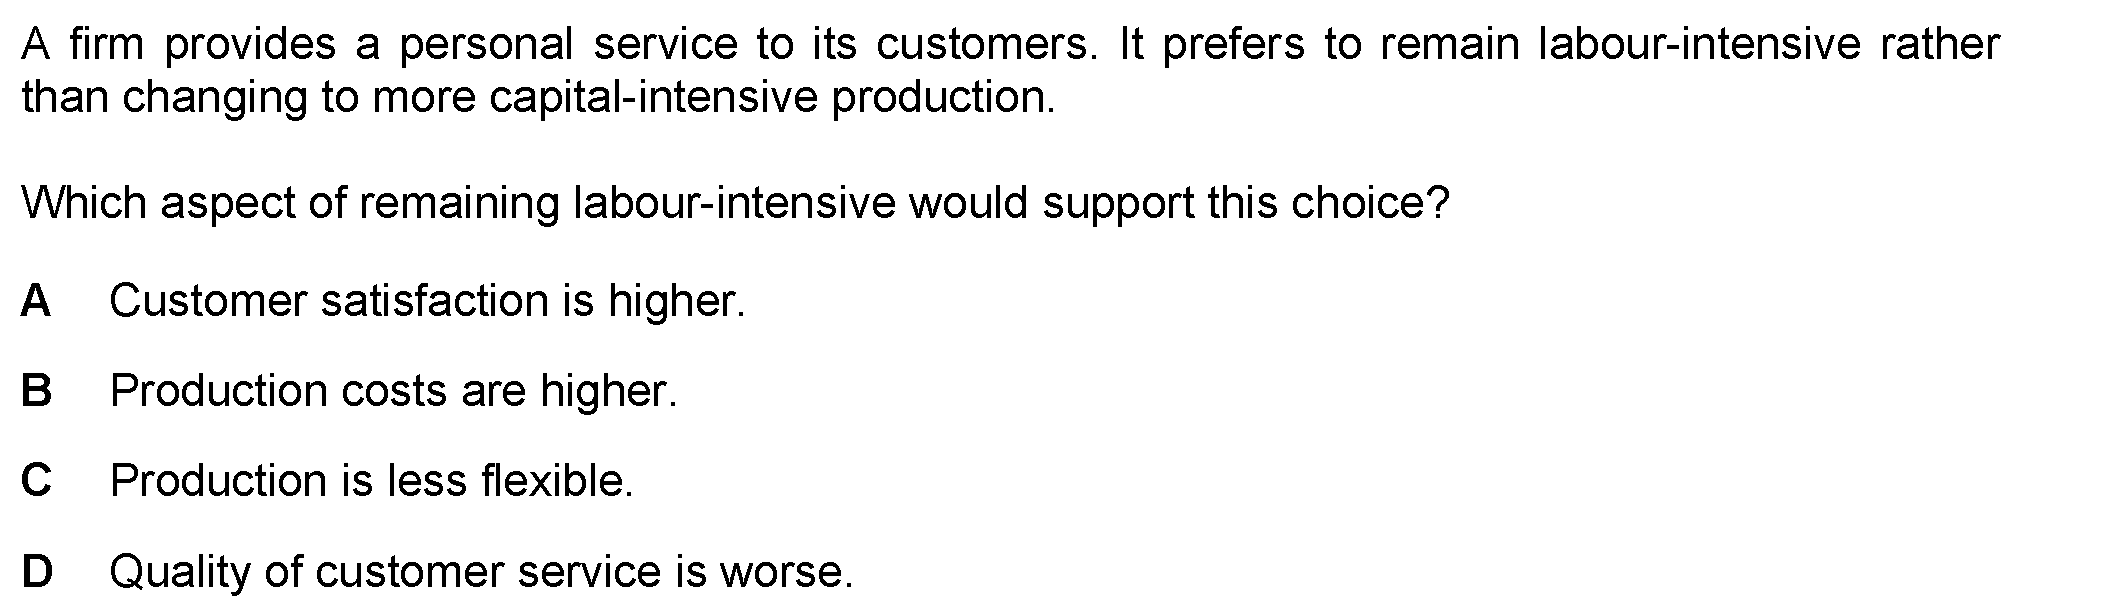 A firm provides a personal service to its customers. It prefers to remain labour-intensive rather
than changing to more capital-intensive production.
Which aspect of remaining labour-intensive would support this choice?
A Customer satisfaction is higher.
B Production costs are higher.
C Production is less flexible.
D Quality of customer service is worse.